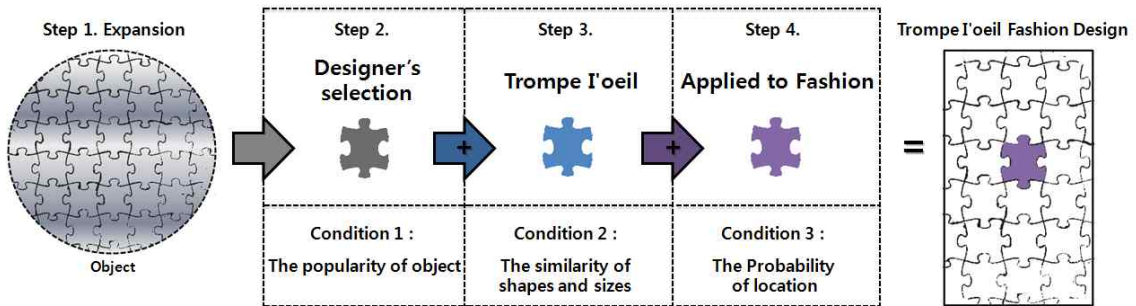 Step 1. Expansion
Object
Step 2.
Designer's
selection
Condition 1 :
The popularity of object
+
Step 3.
Trompe I'oeil
Condition 2 :
The similarity of
shapes and sizes
+
Step 4.
Applied to Fashion
Condition 3 :
The Probability
of location
=
Trompe I'oeil Fashion Design